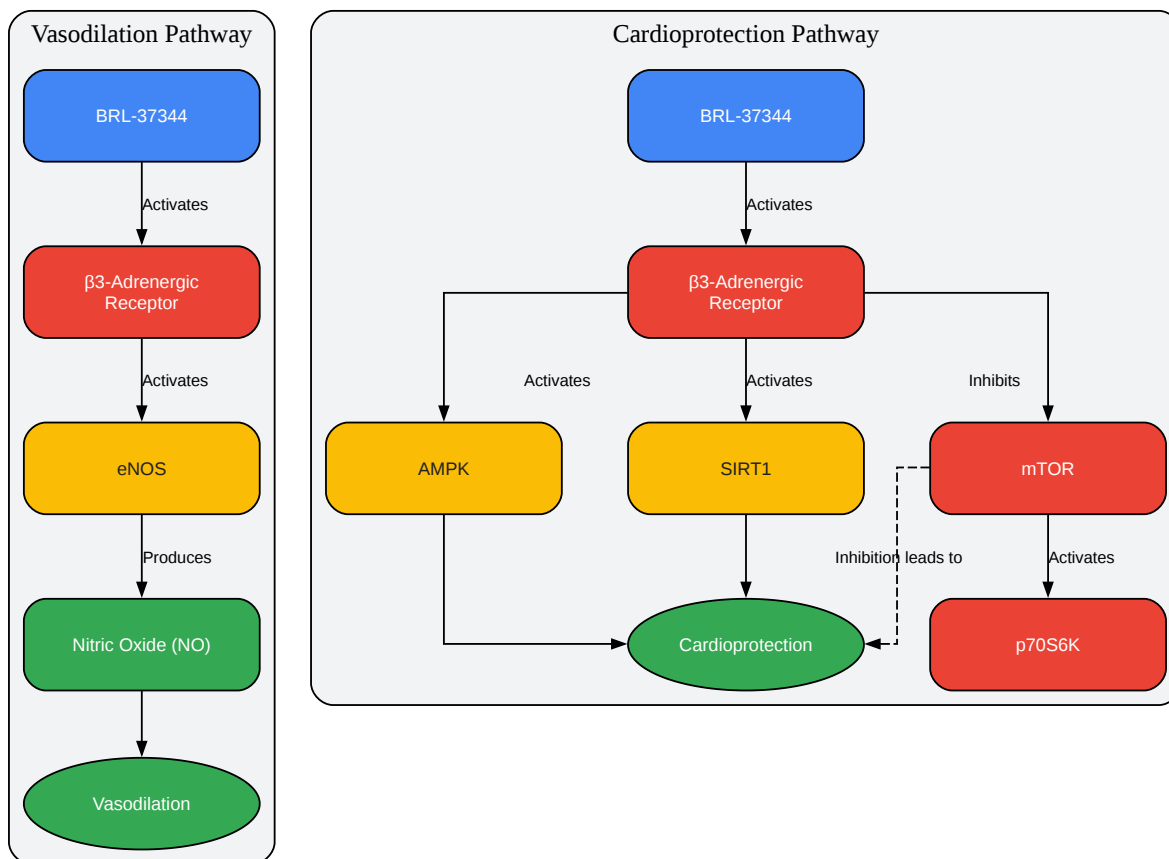 Vasodilation Pathway
BRL-37344
Activates
β3-Adrenergic
Receptor
Activates
eNOS
Produces
Nitric Oxide (NO)
Vasodilation
Cardioprotection Pathway
BRL-37344
Activates
β3-Adrenergic
Receptor
Activates
Activates
Inhibits
AMPK
SIRT1
mTOR
Inhibition leads to
Activates
Cardioprotection
p70S6K